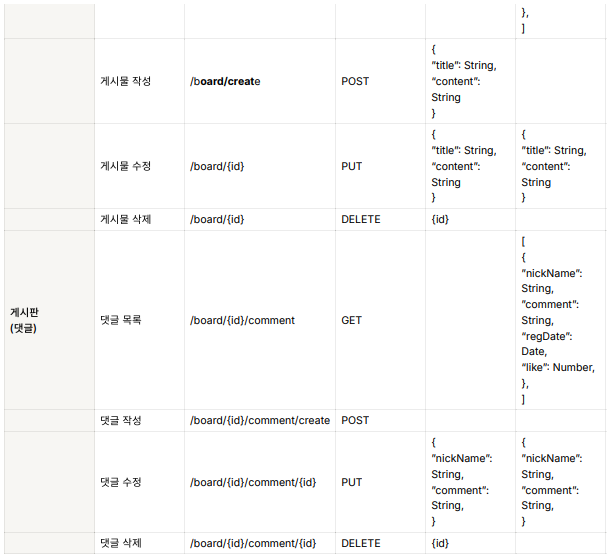 },
]
게시물 작성
/board/create
POST
{
"title": String,
"content":
String
}
게시물 수정
/board/{id}
PUT
{
"title": String,
"content":
String
}
{
"title": String,
"content":
String
}
게시물 삭제
/board/{id}
DELETE
{id}
게시판
(댓글)
댓글 목록
/board/{id}/comment
GET
[
{
"nickName":
String,
"comment":
String,
"regDate":
Date,
"like": Number,
},
]
댓글 작성
/board/{id}/comment/create
POST
댓글 수정
/board/{id}/comment/{id}
PUT
{
"nickName":
String,
"comment":
String,
}
{
"nickName":
String,
"comment":
String,
}
댓글 삭제
/board/{id}/comment/{id}
DELETE
{id}